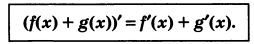 (f(x) + g(x))′ = f′(x) + g′(x).